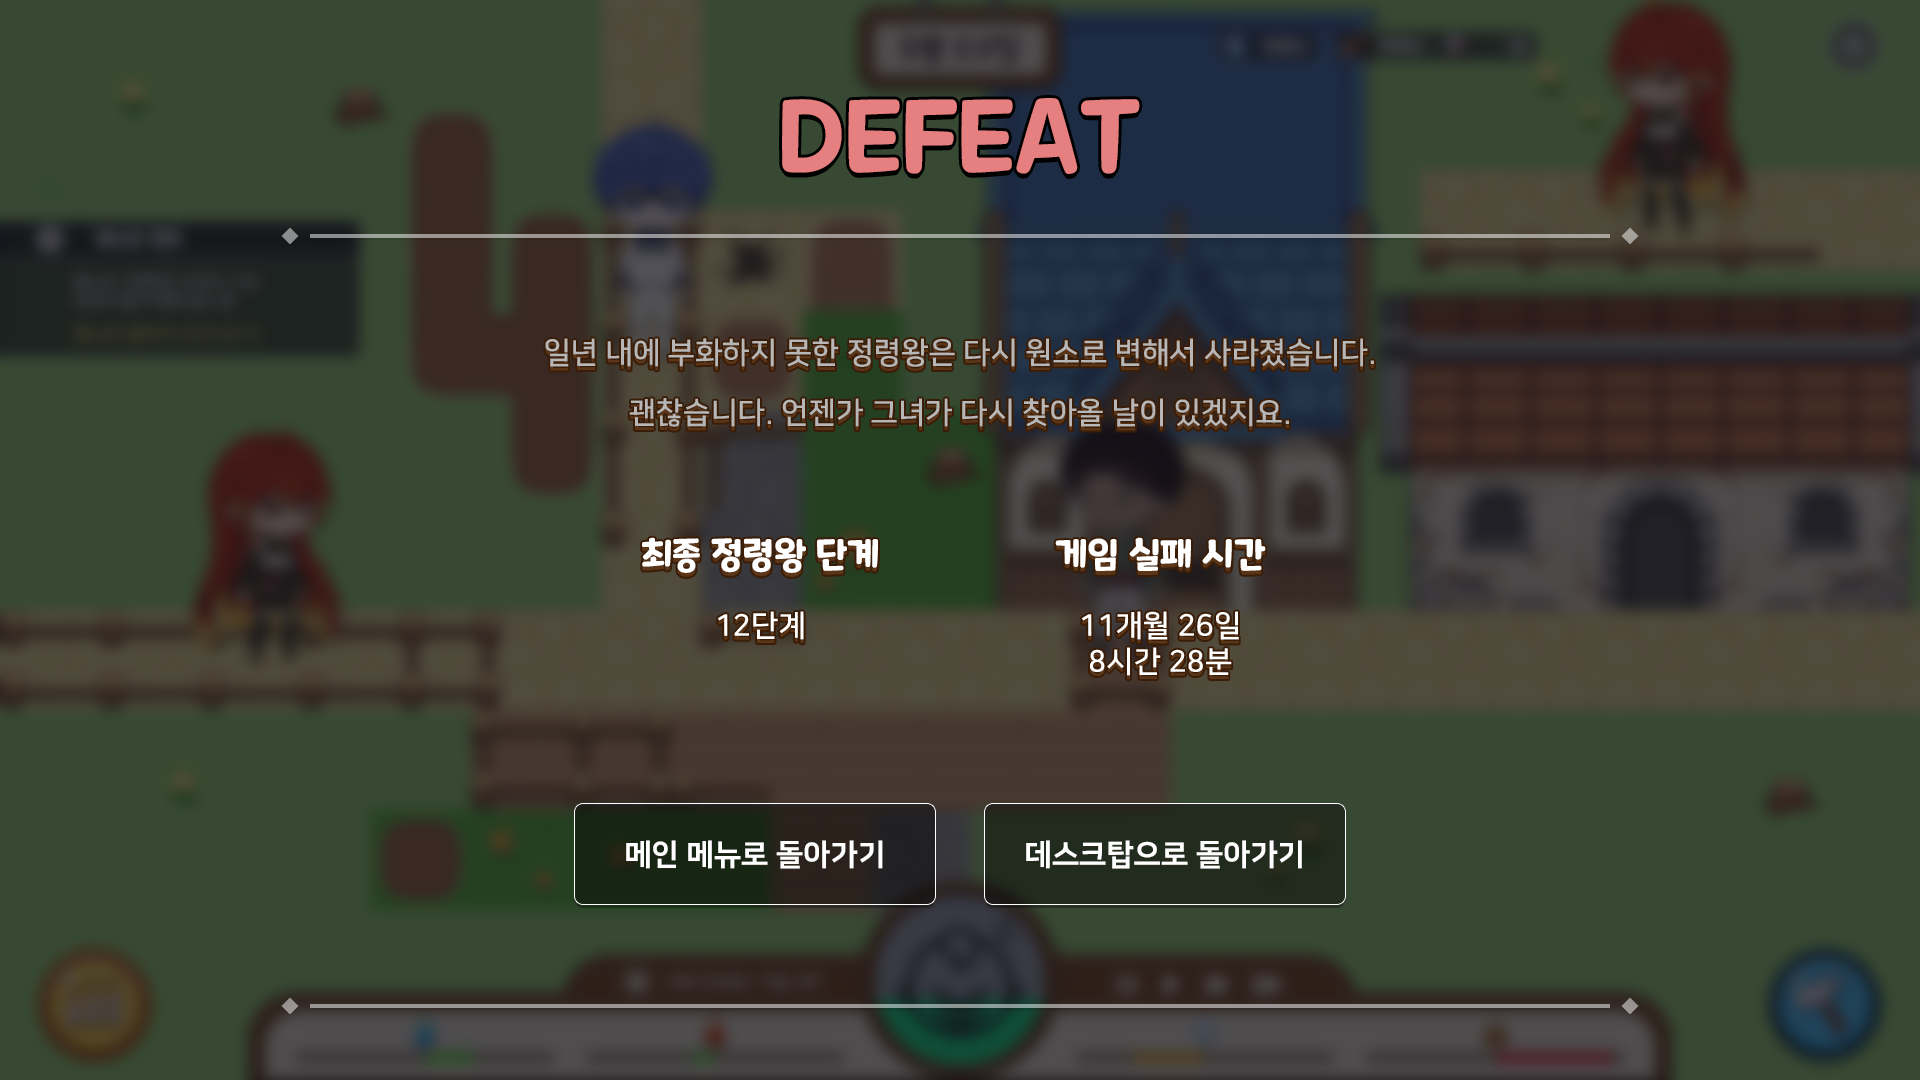 DEFEAT
일년 내에 부화하지 못한 정령왕은 다시 원소로 변해서 사라졌습니다.
괜찮습니다. 언젠가 그녀가 다시 찾아올 날이 있겠지요.
최종 정령왕 단계
12단계
게임 실패 시간
11개월 26일
8시간 28분
메인 메뉴로 돌아가기
데스크탑으로 돌아가기